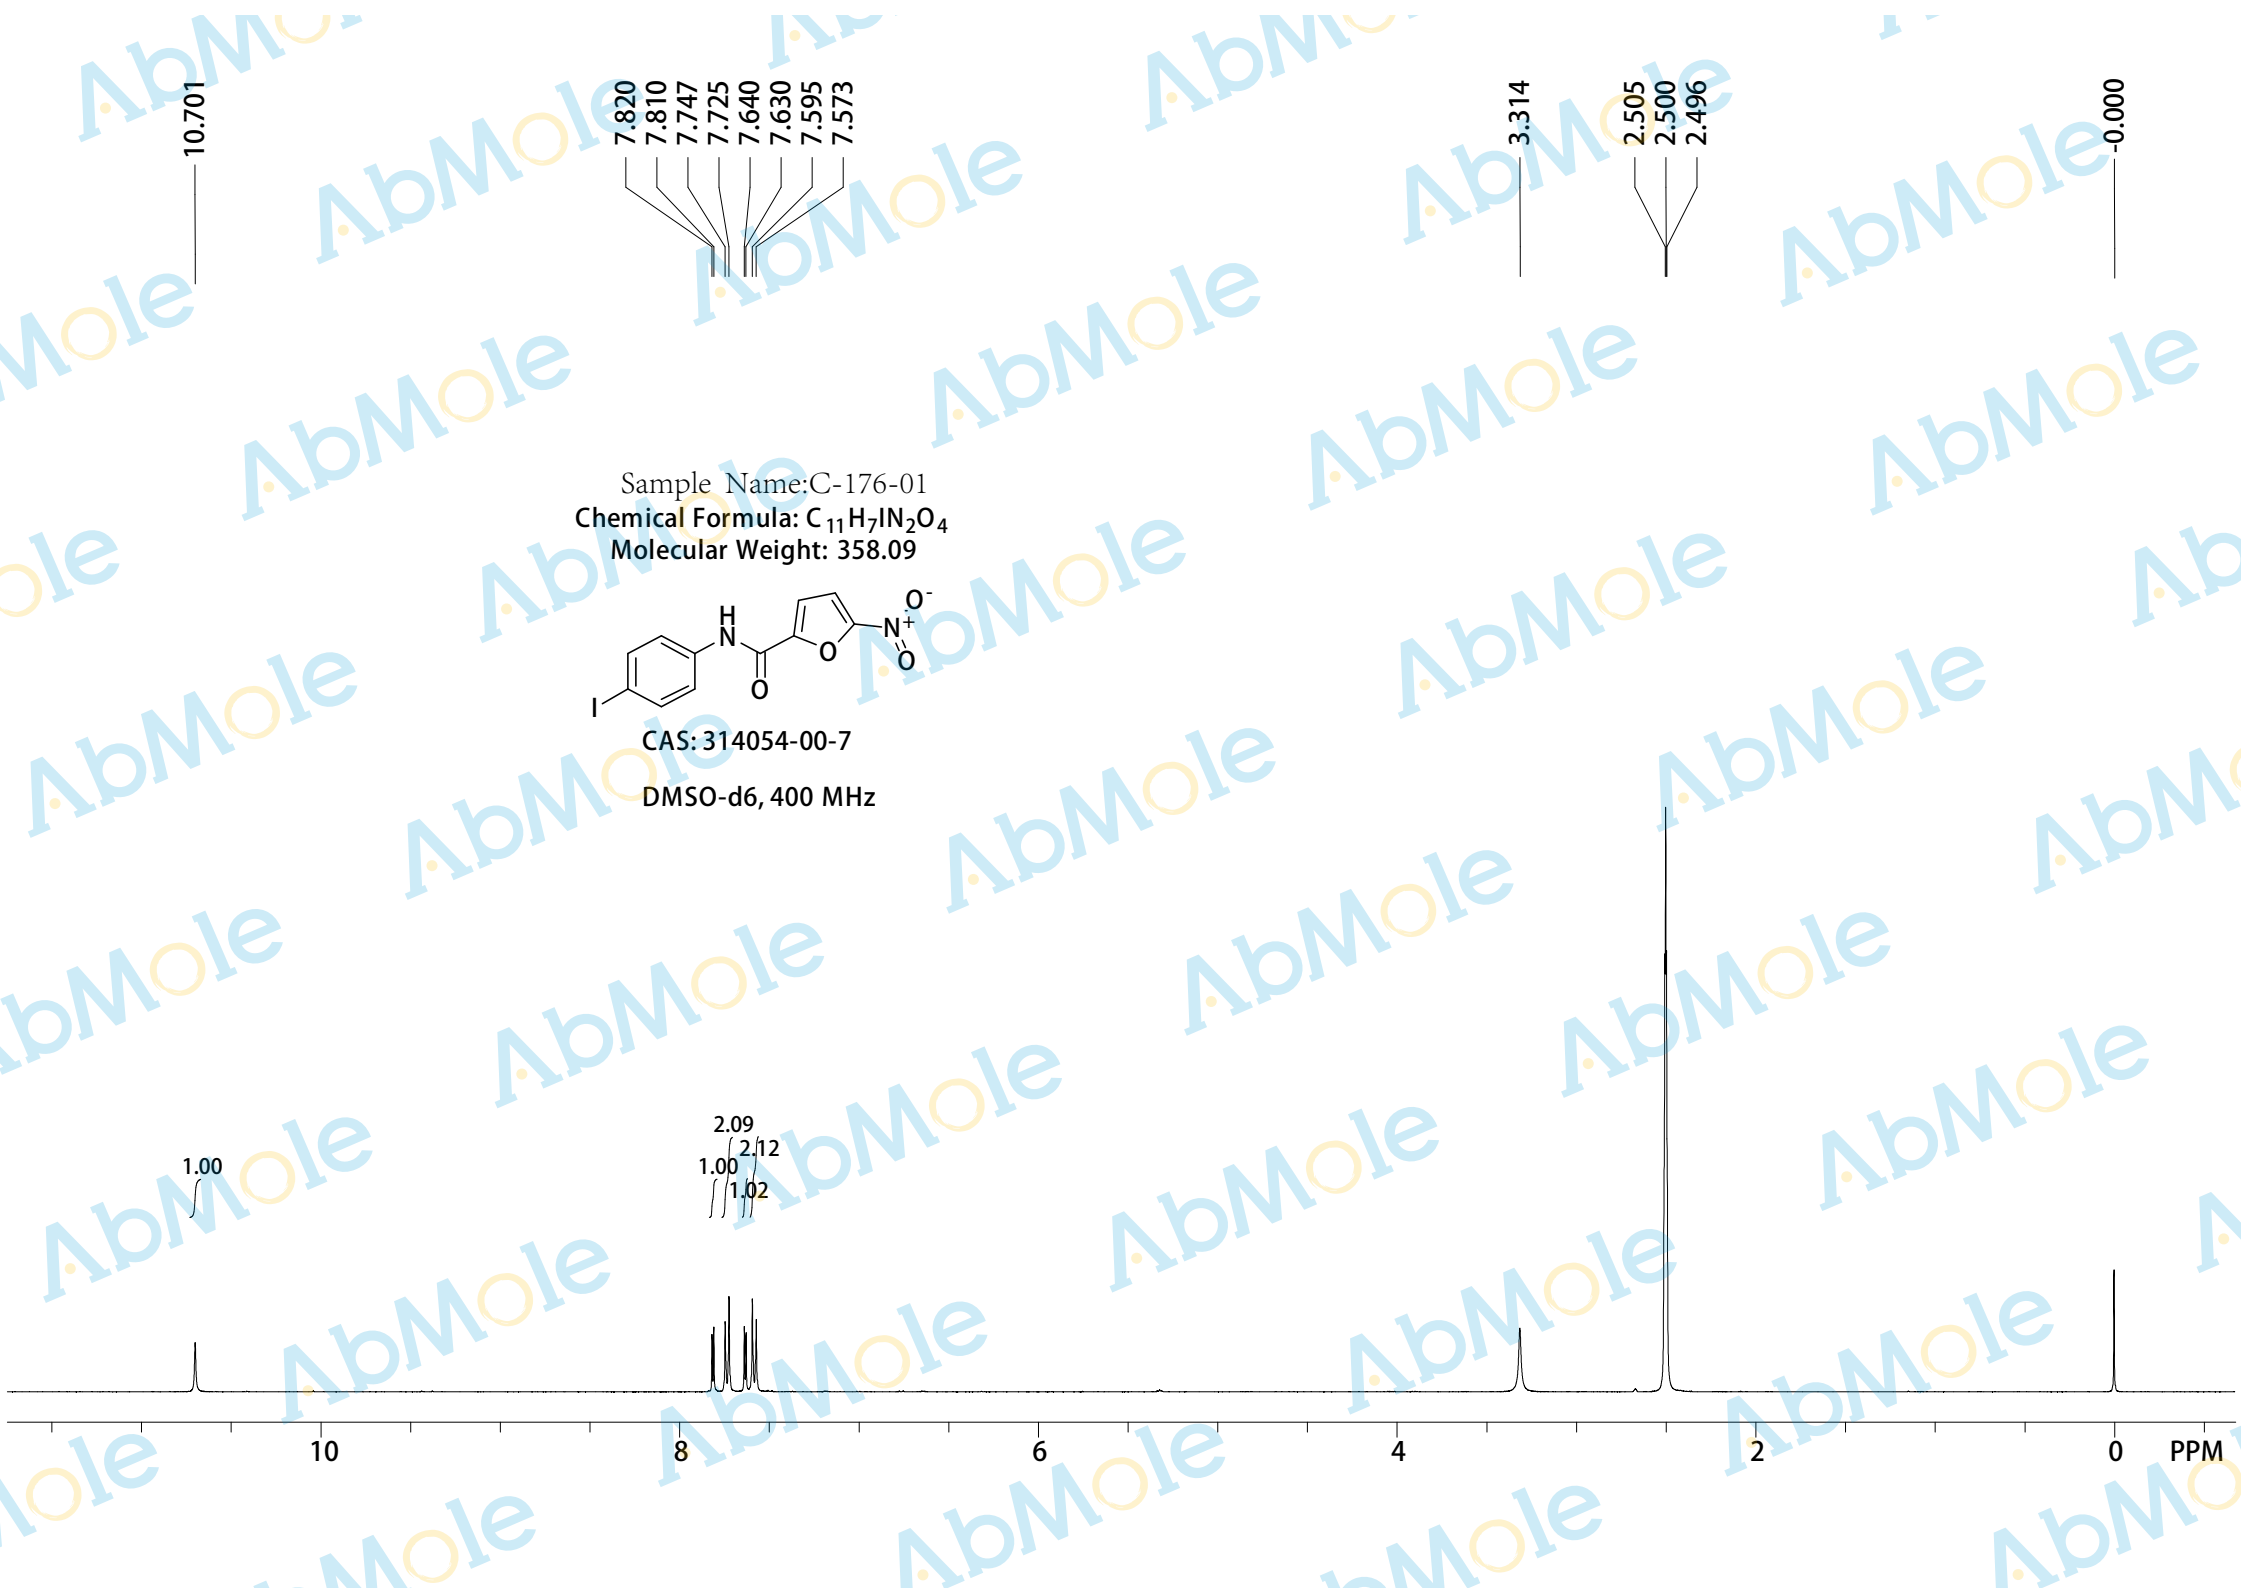 10.701
7.820
7.810
7.747
7.725
7.640
7.630
7.595
7.573
3.314
2.505
2.500
2.496
-0.000
Sample Name:C-176-01
Chemical Formula: C11H7IN2O4
Molecular Weight: 358.09
H
N
O
O
O-
N+
O
I
CAS: 314054-00-7
DMSO-d6, 400 MHz
1.00
1.00
2.09
1.02
2.12
10 8 6 4 2 0 PPM
AbMole